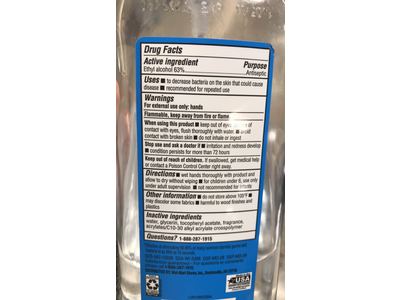 Drug Facts
Active ingredient Purpose
Ethyl alcohol 63% Antiseptic
Uses ■ to decrease bacteria on the skin that could cause
disease ■ recommended for repeated use
Warnings
For external use only: hands
Flammable, keep away from fire or flame
When using this product ■ keep out of eyes. In case of
contact with eyes, flush thoroughly with water. ■ avoid
contact with broken skin ■ do not inhale or ingest
Stop use and ask a doctor if ■ irritation and redness develop
■ condition persists for more than 72 hours
Keep out of reach of children. If swallowed, get medical help
or contact a Poison Control Center right away.
Directions ■ wet hands thoroughly with product and
allow to dry without wiping ■ for children under 6, use only
under adult supervision ■ not recommended for infants
Other information ■ do not store above 100°F ■
may discolor fabrics ■ harmful to wood finishes and
plastics
Inactive ingredients
water, glycerin, tocopheryl acetate, fragrance,
acrylates/C10-30 alkyl acrylate crosspolymer
Questions? 1-888-287-1915
USA